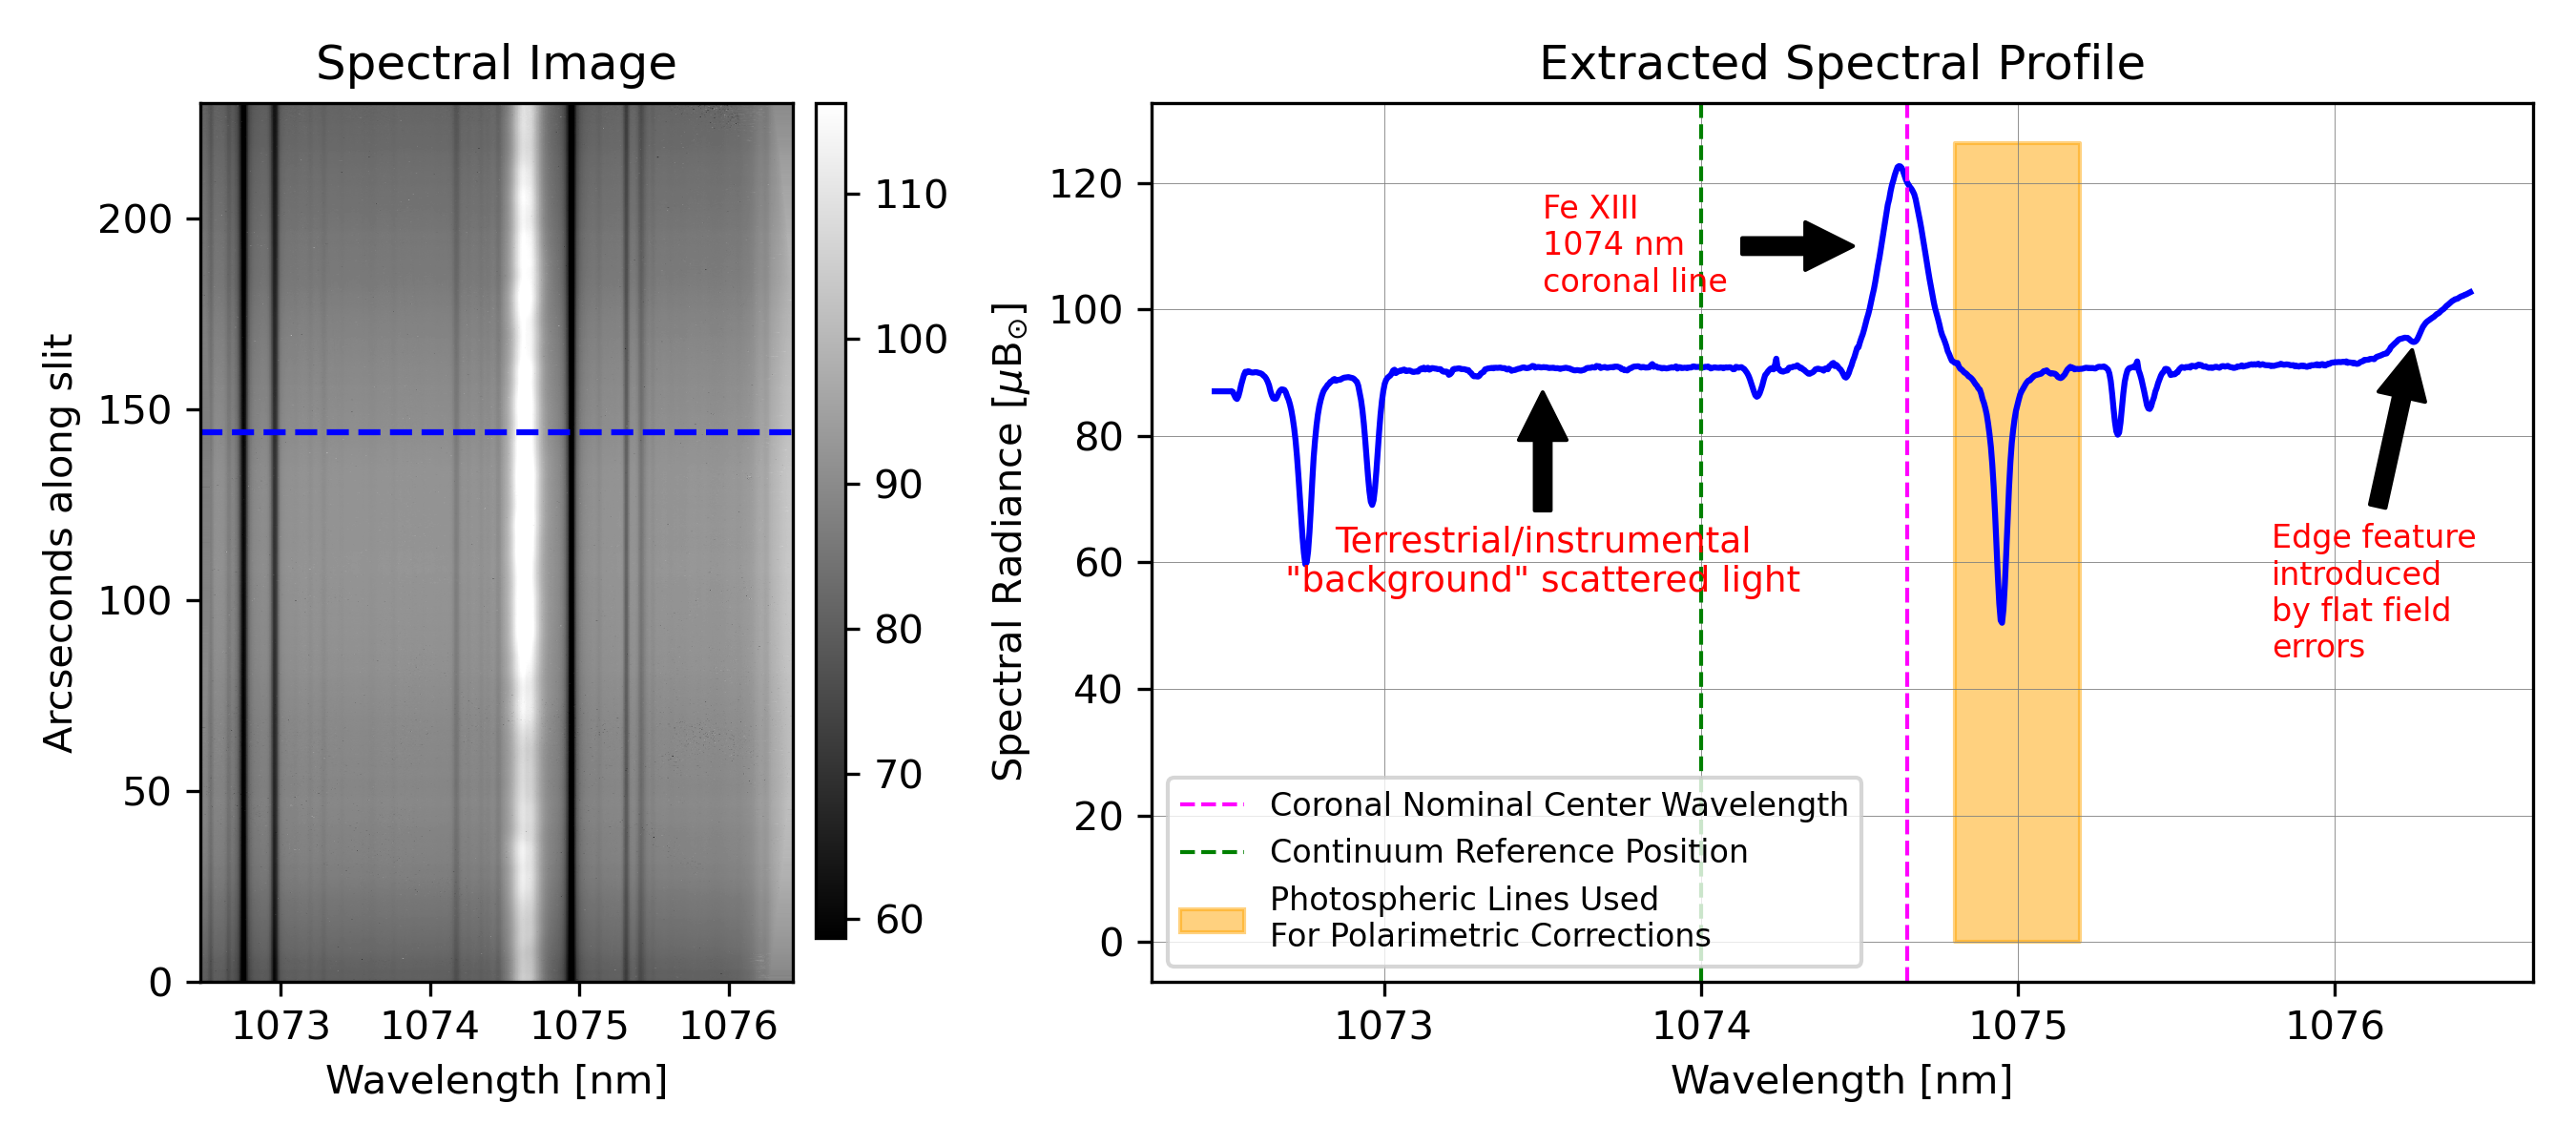 Spectral Image
Arcseconds along slit
200
150
100
50
0
1073 1074 1075 1076
Wavelength [nm]
110
100
90
80
70
60
Extracted Spectral Profile
Spectral Radiance [μB☉]
120
100
80
60
40
20
0
Fe XIII
1074 nm
coronal line
Terrestrial/instrumental
"background" scattered light
Edge feature
introduced
by flat field
errors
Coronal Nominal Center Wavelength
Continuum Reference Position
Photospheric Lines Used
For Polarimetric Corrections
1073 1074 1075 1076
Wavelength [nm]